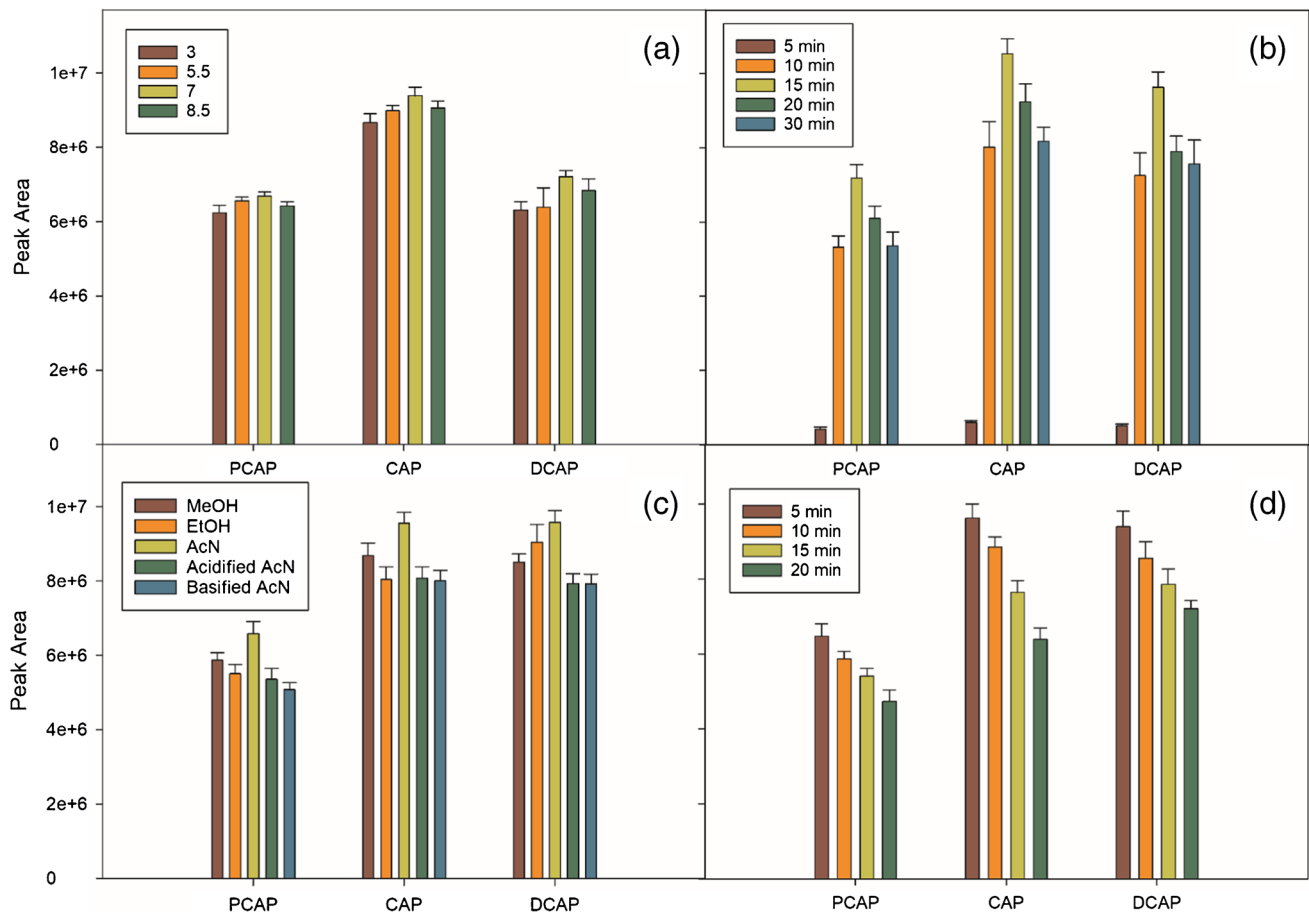 (a)
3
5.5
7
8.5
1e+7
8e+6
6e+6
4e+6
2e+6
0
Peak Area
PCAP CAP DCAP
(b)
5 min
10 min
15 min
20 min
30 min
PCAP CAP DCAP
(c)
MeOH
EtOH
AcN
Acidified AcN
Basified AcN
1e+7
8e+6
6e+6
4e+6
2e+6
0
Peak Area
PCAP CAP DCAP
(d)
5 min
10 min
15 min
20 min
PCAP CAP DCAP